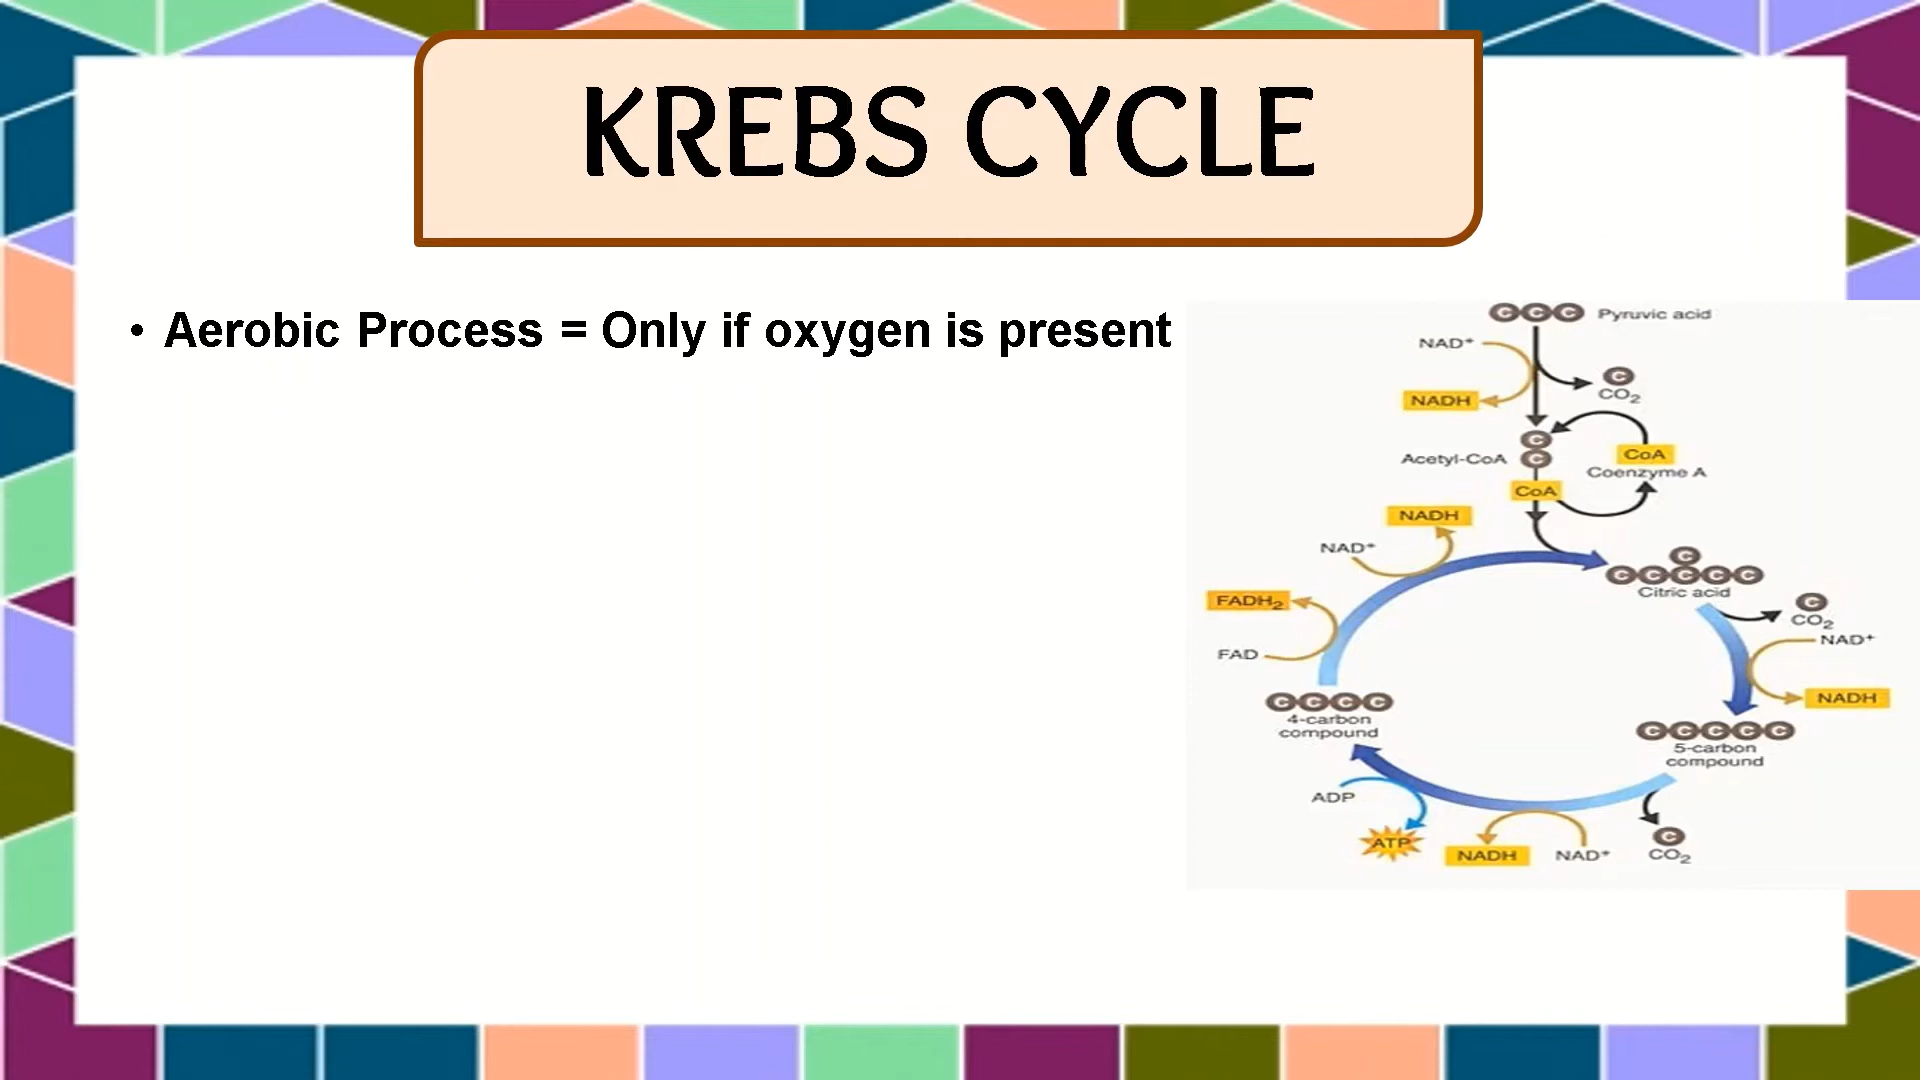 KREBS CYCLE
• Aerobic Process = Only if oxygen is present
C C C Pyruvic acid
NAD+
C
CO2
NADH
C
Acetyl-CoA C
CoA
Coenzyme A
CoA
NADH
NAD+
C
C C C C C
Citric acid
FADH2
C
CO2
NAD+
FAD
NADH
C C C C
4-carbon
compound
C C C C C
5-carbon
compound
ADP
ATP
NADH
NAD+
C
CO2